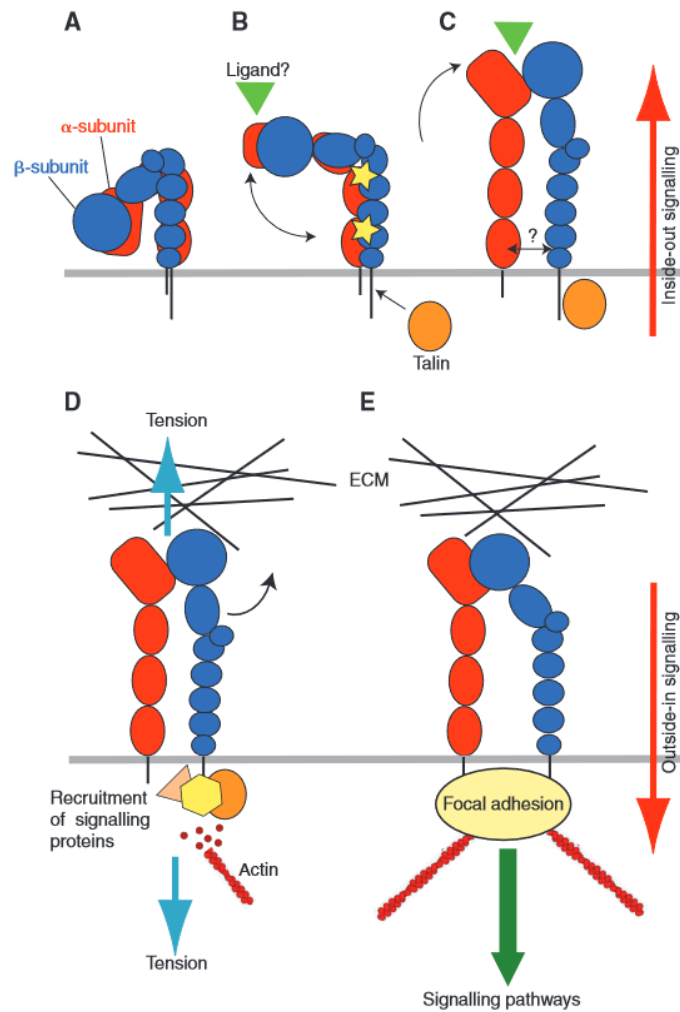 A
B
C
Ligand?
α-subunit
β-subunit
?
Talin
Inside-out signalling
D
E
Tension
ECM
Recruitment
of signalling
proteins
Actin
Tension
Focal adhesion
Outside-in signalling
Signalling pathways